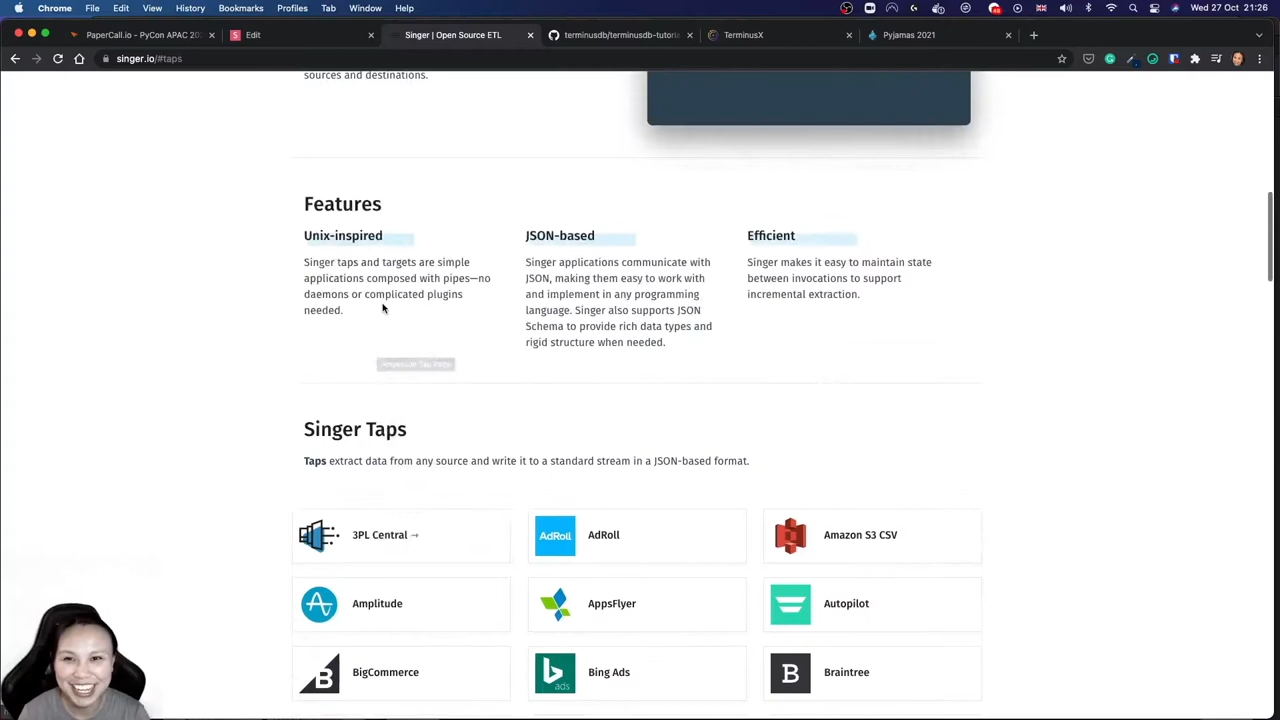 Chrome File Edit View History Bookmarks Profiles Tab Window Help Wed 27 Oct 21:26
PaperCall.io - PyCon APAC 202 Edit Singer | Open Source ETL terminusdb/terminusdb-tutoria TerminusX Pyjamas 2021
singer.io/#taps
sources and destinations.
Features
Unix-inspired
Singer taps and targets are simple
applications composed with pipes—no
daemons or complicated plugins
needed.
JSON-based
Singer applications communicate with
JSON, making them easy to work with
and implement in any programming
language. Singer also supports JSON
Schema to provide rich data types and
rigid structure when needed.
Efficient
Singer makes it easy to maintain state
between invocations to support
incremental extraction.
Singer Taps
Taps extract data from any source and write it to a standard stream in a JSON-based format.
3PL Central →
AdRoll
AdRoll
Amazon S3 CSV
Amplitude
AppsFlyer
Autopilot
BigCommerce
ads
Bing Ads
Braintree